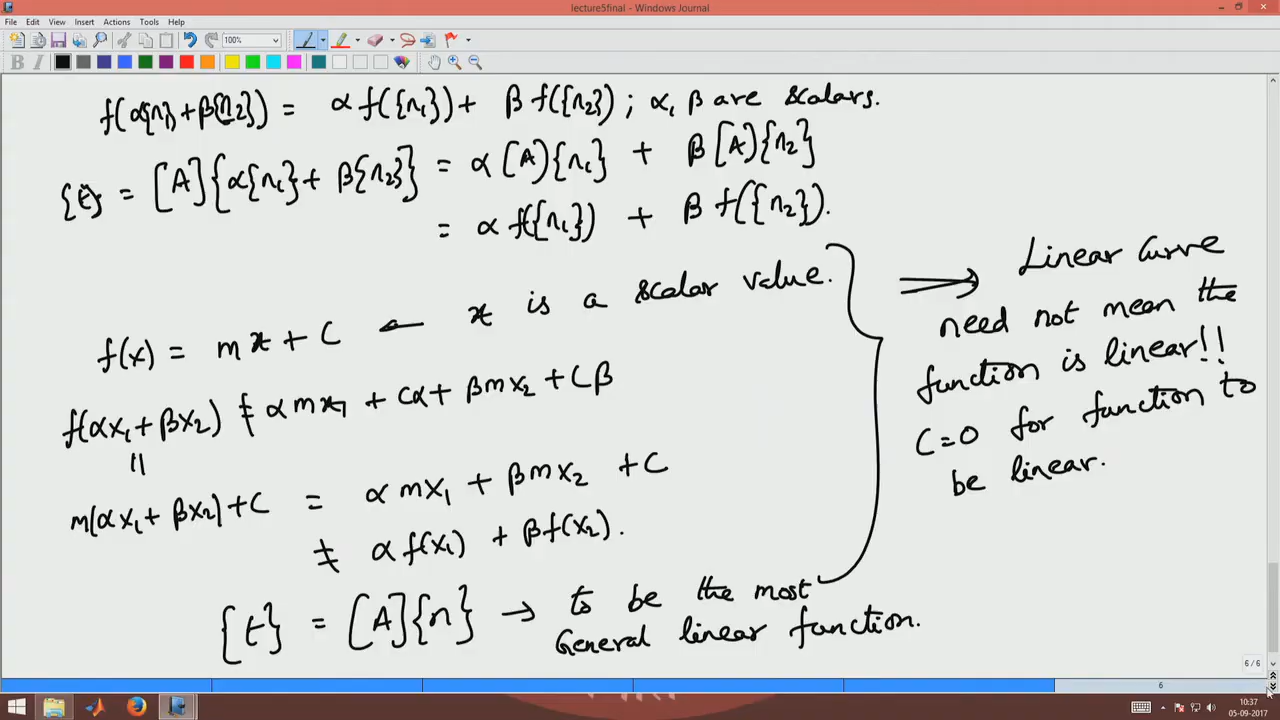 lecture5final - Windows Journal
File Edit View Insert Actions Tools Help
100%
B I
f(α{n}+β{n2}) = α f({n1}) + β f({n2}) ; α, β are scalars.
{t} = [A]{α{n1}+ β{n2}} = α [A]{n1} + β [A]{n2}
= α f({n1}) + β f({n2}).
f(x) = mx + C ← x is a scalar value.
f(αx1 + βx2) ≠ αmx1 + Cα + βmx2 + Cβ
||
m(αx1 + βx2) + C = αmx1 + βmx2 + C
≠ αf(x1) + βf(x2).
{t} = [A]{n} → to be the most
General linear function.
⇒ Linear Curve
need not mean the
function is linear!!
C=0 for function to
be linear.
6 / 6
6
10:37
05-09-2017